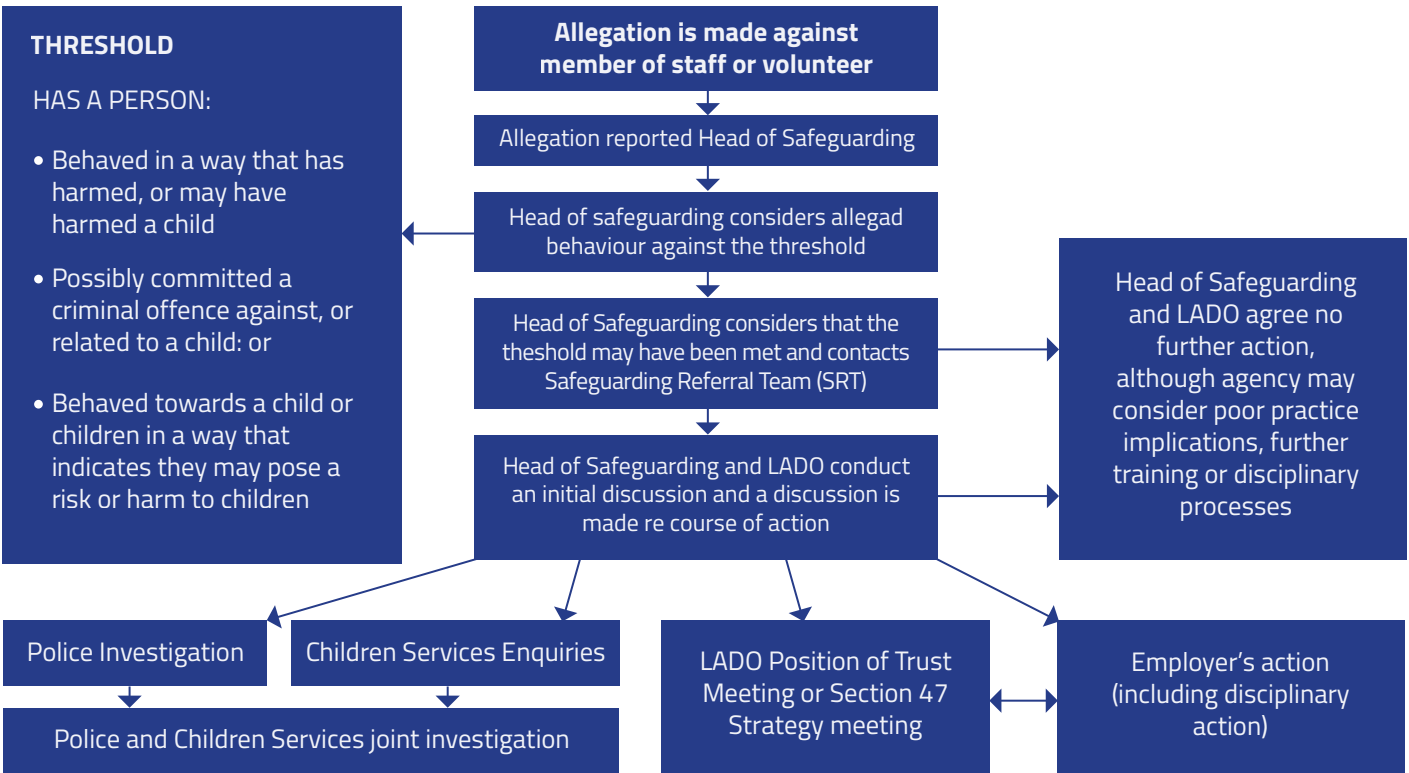 THRESHOLD
HAS A PERSON:
• Behaved in a way that has
harmed, or may have
harmed a child
• Possibly committed a
criminal offence against, or
related to a child: or
• Behaved towards a child or
children in a way that
indicates they may pose a
risk or harm to children
Allegation is made against
member of staff or volunteer
Allegation reported Head of Safeguarding
Head of safeguarding considers allegad
behaviour against the threshold
Head of Safeguarding considers that the
theshold may have been met and contacts
Safeguarding Referral Team (SRT)
Head of Safeguarding and LADO conduct
an initial discussion and a discussion is
made re course of action
Head of Safeguarding
and LADO agree no
further action,
although agency may
consider poor practice
implications, further
training or disciplinary
processes
Police Investigation
Children Services Enquiries
Police and Children Services joint investigation
LADO Position of Trust
Meeting or Section 47
Strategy meeting
Employer’s action
(including disciplinary
action)